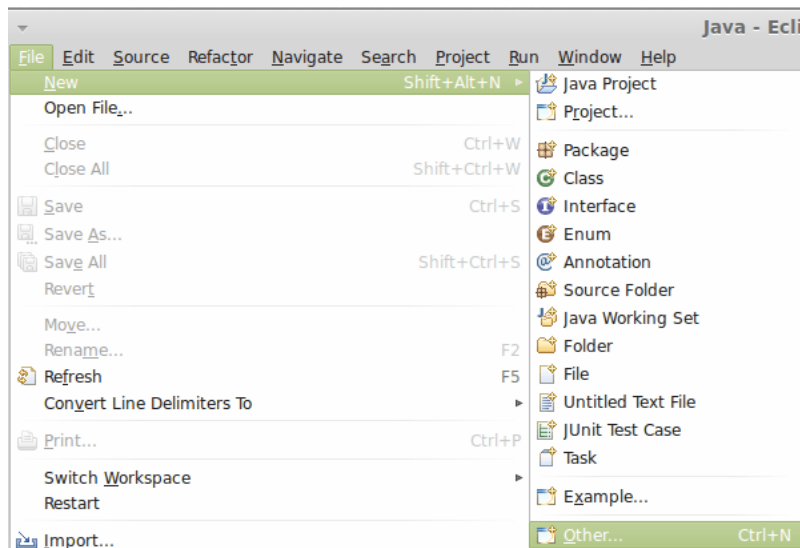 Java - Ecli
File Edit Source Refactor Navigate Search Project Run Window Help
New Shift+Alt+N
Open File...
Close Ctrl+W
Close All Shift+Ctrl+W
Save Ctrl+S
Save As...
Save All Shift+Ctrl+S
Revert
Move...
Rename... F2
Refresh F5
Convert Line Delimiters To
Print... Ctrl+P
Switch Workspace
Restart
Import...
Java Project
Project...
Package
Class
Interface
Enum
Annotation
Source Folder
Java Working Set
Folder
File
Untitled Text File
JUnit Test Case
Task
Example...
Other... Ctrl+N